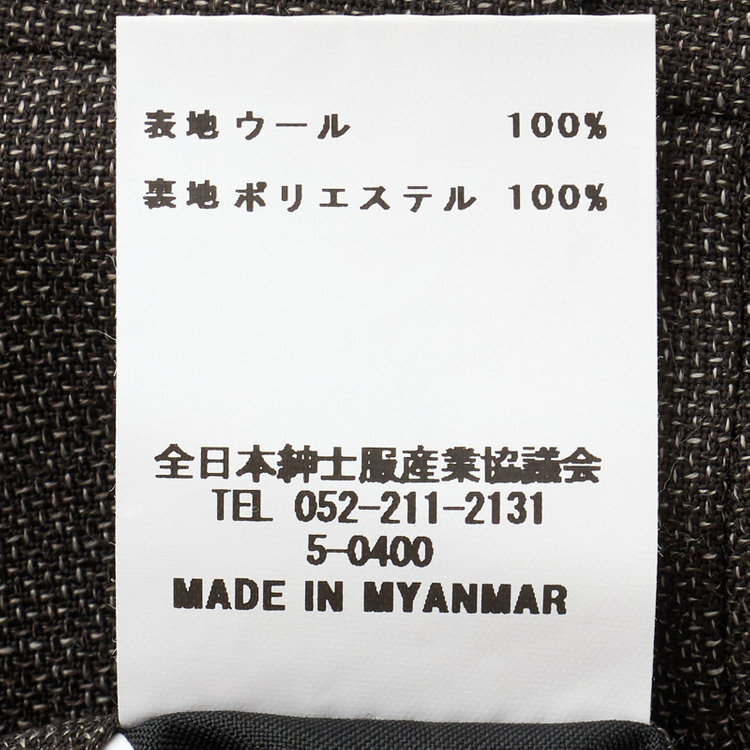 表地 ウール 100%
裏地 ポリエステル 100%
全日本紳士服産業協議会
TEL 052-211-2131
5-0400
MADE IN MYANMAR